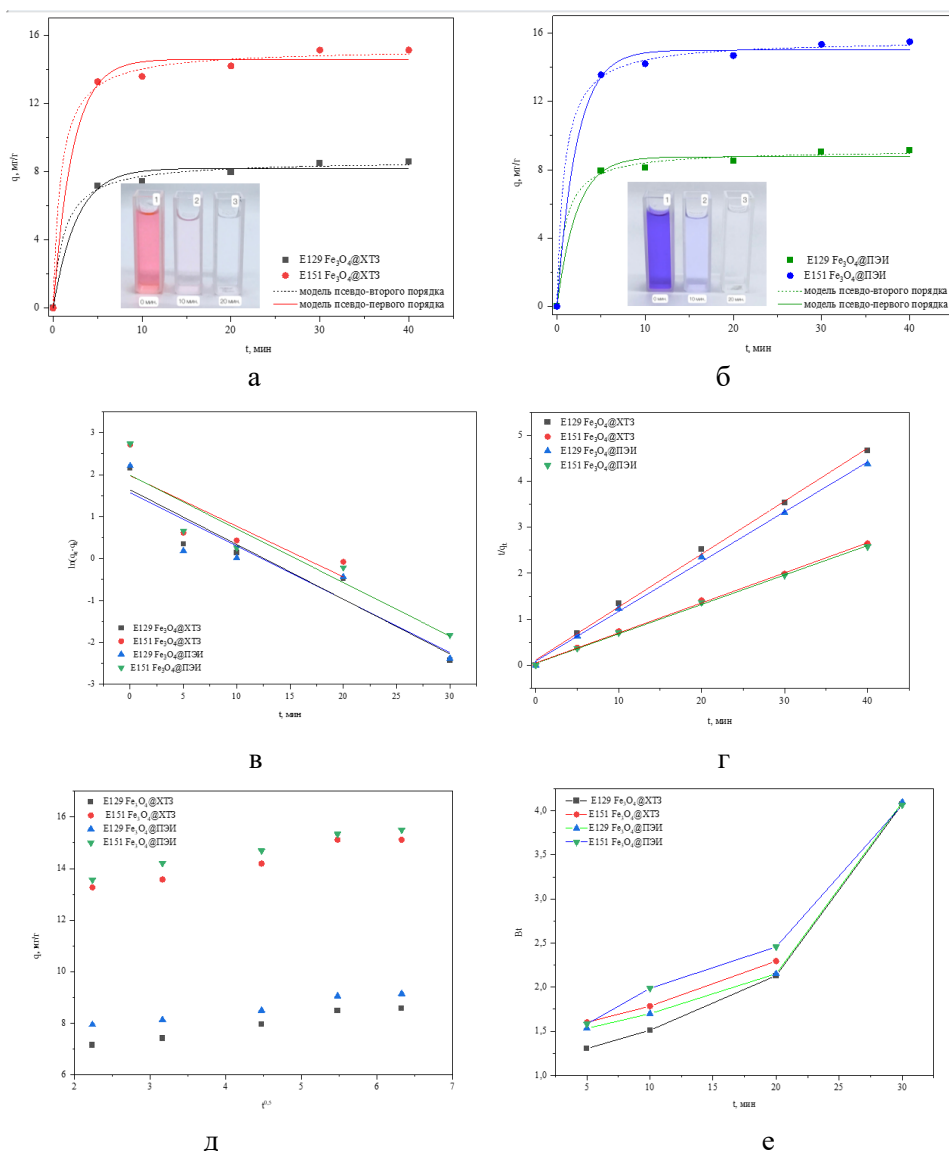 16
12
8
4
0
q, мг/г
1
2
3
0 мин
10 мин
20 мин
E129 Fe₃O₄@ХТЗ
E151 Fe₃O₄@ХТЗ
модель псевдо-второго порядка
модель псевдо-первого порядка
0 10 20 30 40
t, мин
а
16
12
8
4
0
q, мг/г
1
2
3
0 мин
10 мин
20 мин
E129 Fe₃O₄@ПЭИ
E151 Fe₃O₄@ПЭИ
модель псевдо-второго порядка
модель псевдо-первого порядка
0 10 20 30 40
t, мин
б
3
2
1
0
-1
-2
-3
ln(qₑ-qₜ)
E129 Fe₃O₄@ХТЗ
E151 Fe₃O₄@ХТЗ
E129 Fe₃O₄@ПЭИ
E151 Fe₃O₄@ПЭИ
0 5 10 15 20 25 30
t, мин
в
E129 Fe₃O₄@ХТЗ
E151 Fe₃O₄@ХТЗ
E129 Fe₃O₄@ПЭИ
E151 Fe₃O₄@ПЭИ
5
4
3
2
1
0
t/qₜ
0 10 20 30 40
t, мин
г
E129 Fe₃O₄@ХТЗ
E151 Fe₃O₄@ХТЗ
E129 Fe₃O₄@ПЭИ
E151 Fe₃O₄@ПЭИ
16
14
12
10
8
6
q, мг/г
2 3 4 5 6 7
t⁰·⁵
д
E129 Fe₃O₄@ХТЗ
E151 Fe₃O₄@ХТЗ
E129 Fe₃O₄@ПЭИ
E151 Fe₃O₄@ПЭИ
4,0
3,5
3,0
2,5
2,0
1,5
1,0
Bt
5 10 15 20 25 30
t, мин
е